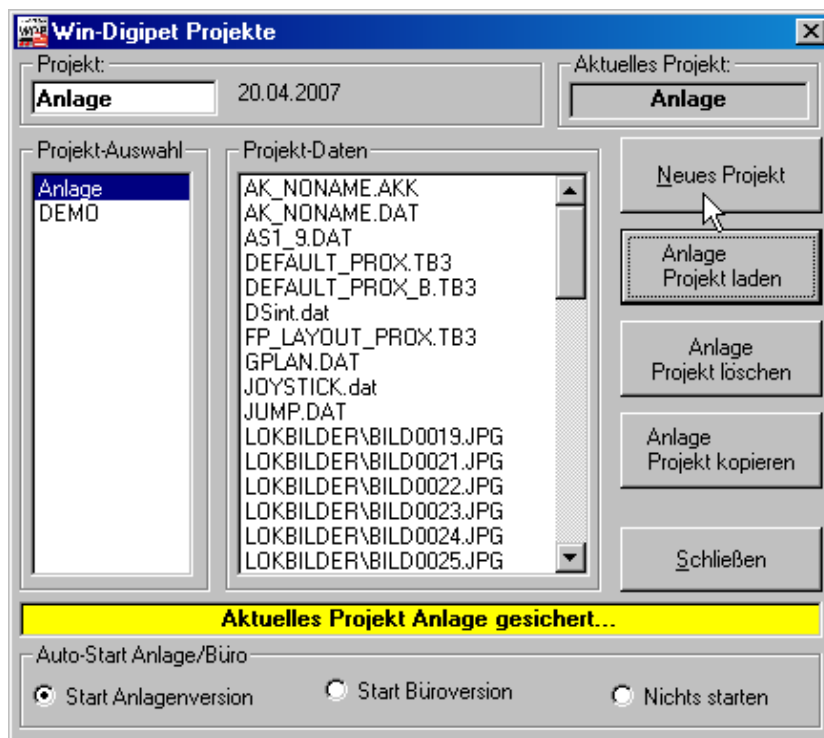 Win-Digipet Projekte
Projekt:
Anlage
20.04.2007
Aktuelles Projekt:
Anlage
Projekt-Auswahl
Anlage
DEMO
Projekt-Daten
AK_NONAME.AKK
AK_NONAME.DAT
AS1_9.DAT
DEFAULT_PROX.TB3
DEFAULT_PROX_B.TB3
DSint.dat
FP_LAYOUT_PROX.TB3
GPLAN.DAT
JOYSTICK.dat
JUMP.DAT
LOKBILDER\BILD0019.JPG
LOKBILDER\BILD0021.JPG
LOKBILDER\BILD0022.JPG
LOKBILDER\BILD0023.JPG
LOKBILDER\BILD0024.JPG
LOKBILDER\BILD0025.JPG
Neues Projekt
Anlage
Projekt laden
Anlage
Projekt löschen
Anlage
Projekt kopieren
Schließen
Aktuelles Projekt Anlage gesichert...
Auto-Start Anlage/Büro
Start Anlagenversion
Start Büroversion
Nichts starten